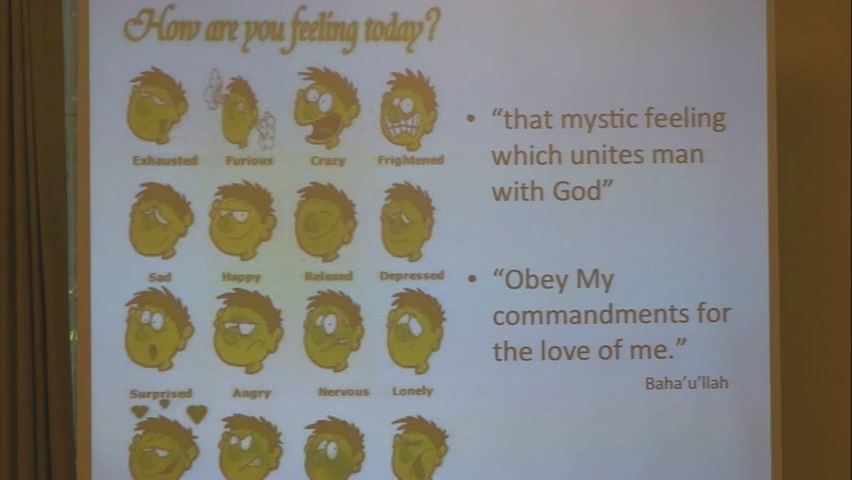 How are you feeling today?
Exhausted Furious Crazy Frightened
Sad Happy Relaxed Depressed
Surprised Angry Nervous Lonely
• “that mystic feeling
which unites man
with God”
• “Obey My
commandments for
the love of me.”
Baha’u’llah